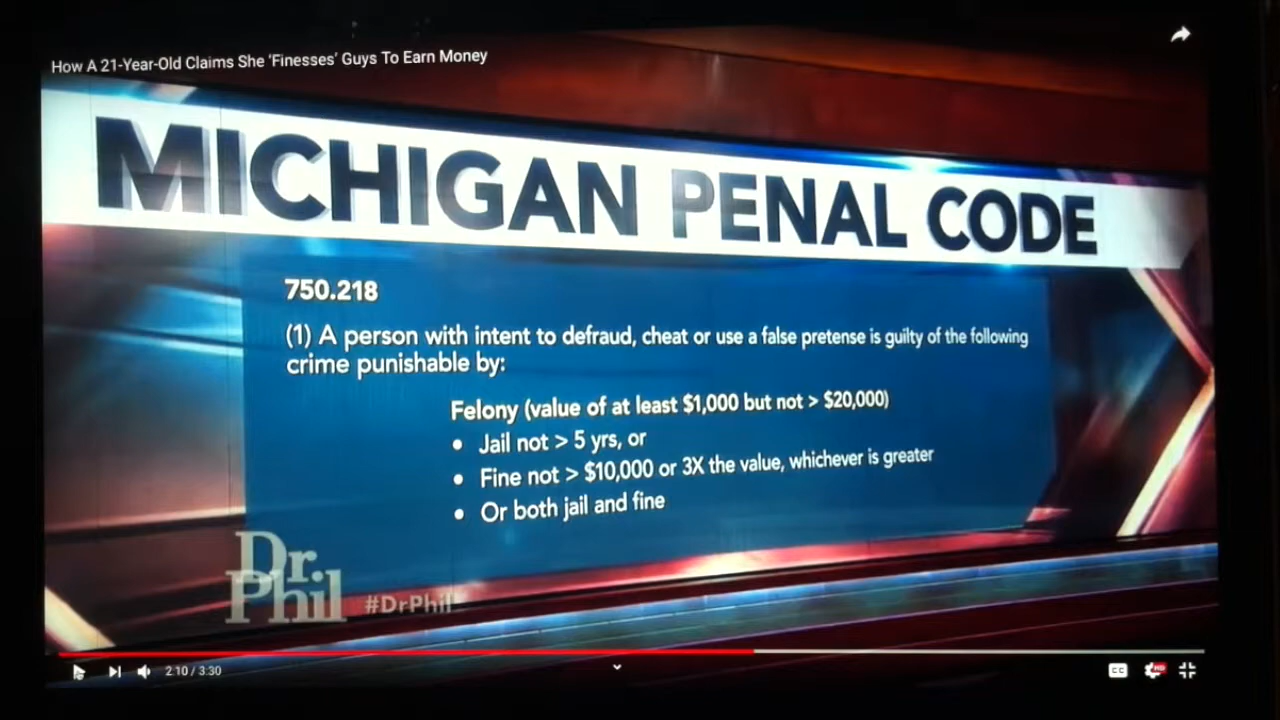 How A 21-Year-Old Claims She 'Finesses' Guys To Earn Money
MICHIGAN PENAL CODE
750.218
(1) A person with intent to defraud, cheat or use a false pretense is guilty of the following
crime punishable by:
Felony (value of at least $1,000 but not > $20,000)
• Jail not > 5 yrs, or
• Fine not > $10,000 or 3X the value, whichever is greater
• Or both jail and fine
Dr.
Phil
#DrPhil
2:10 / 3:30
CC
HD